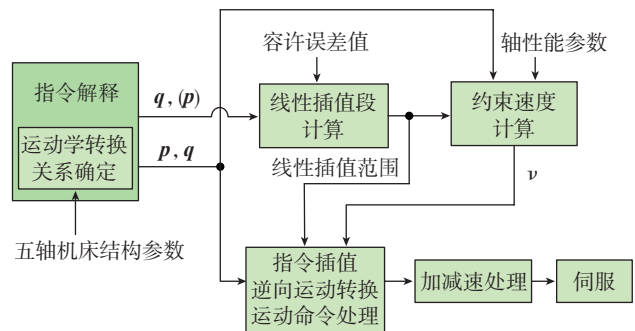 容许误差值
轴性能参数
指令解释
运动学转换
关系确定
q, (p)
p, q
线性插值段
计算
约束速度
计算
线性插值范围
ν
五轴机床结构参数
指令插值
逆向运动转换
运动命令处理
加减速处理
伺服